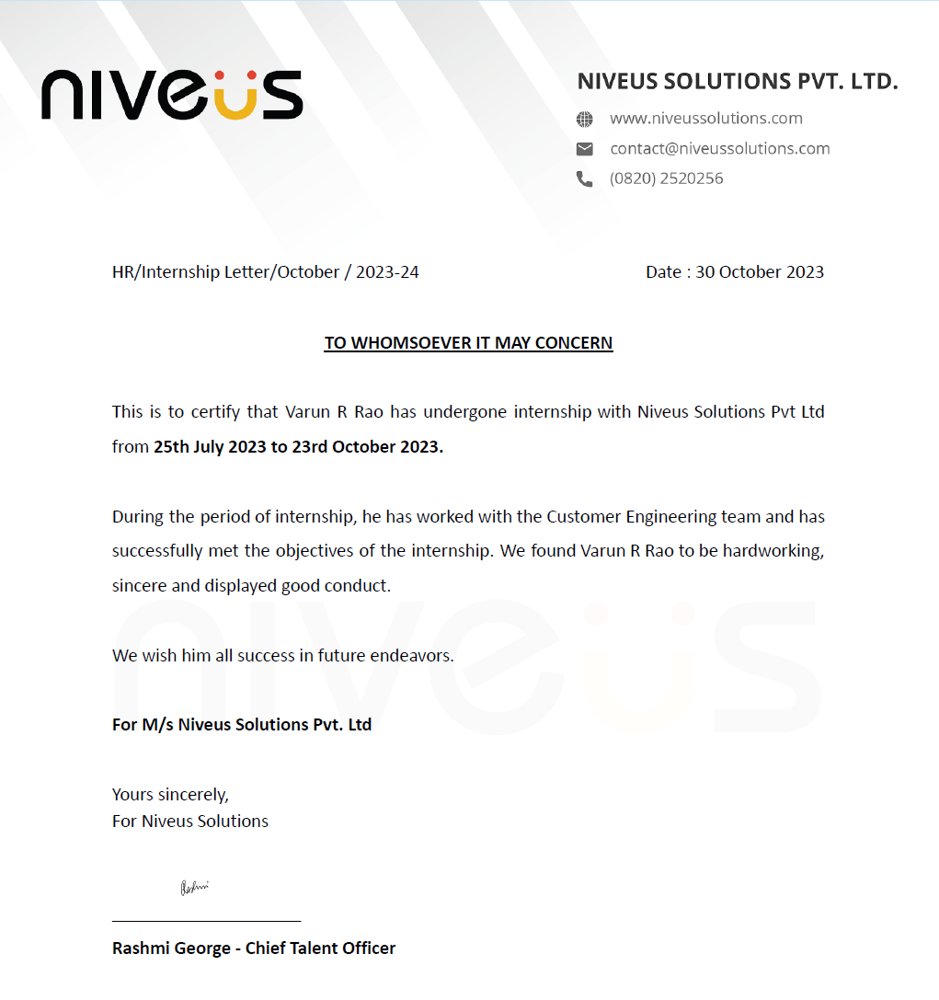 NIVEUS
NIVEUS SOLUTIONS PVT. LTD.
www.niveussolutions.com
contact@niveussolutions.com
(0820) 2520256
HR/Internship Letter/October / 2023-24 Date : 30 October 2023
TO WHOMSOEVER IT MAY CONCERN
This is to certify that Varun R Rao has undergone internship with Niveus Solutions Pvt Ltd
from 25th July 2023 to 23rd October 2023.
During the period of internship, he has worked with the Customer Engineering team and has
successfully met the objectives of the internship. We found Varun R Rao to be hardworking,
sincere and displayed good conduct.
NIVEUS
We wish him all success in future endeavors.
For M/s Niveus Solutions Pvt. Ltd
Yours sincerely,
For Niveus Solutions
Rashmi
Rashmi George - Chief Talent Officer